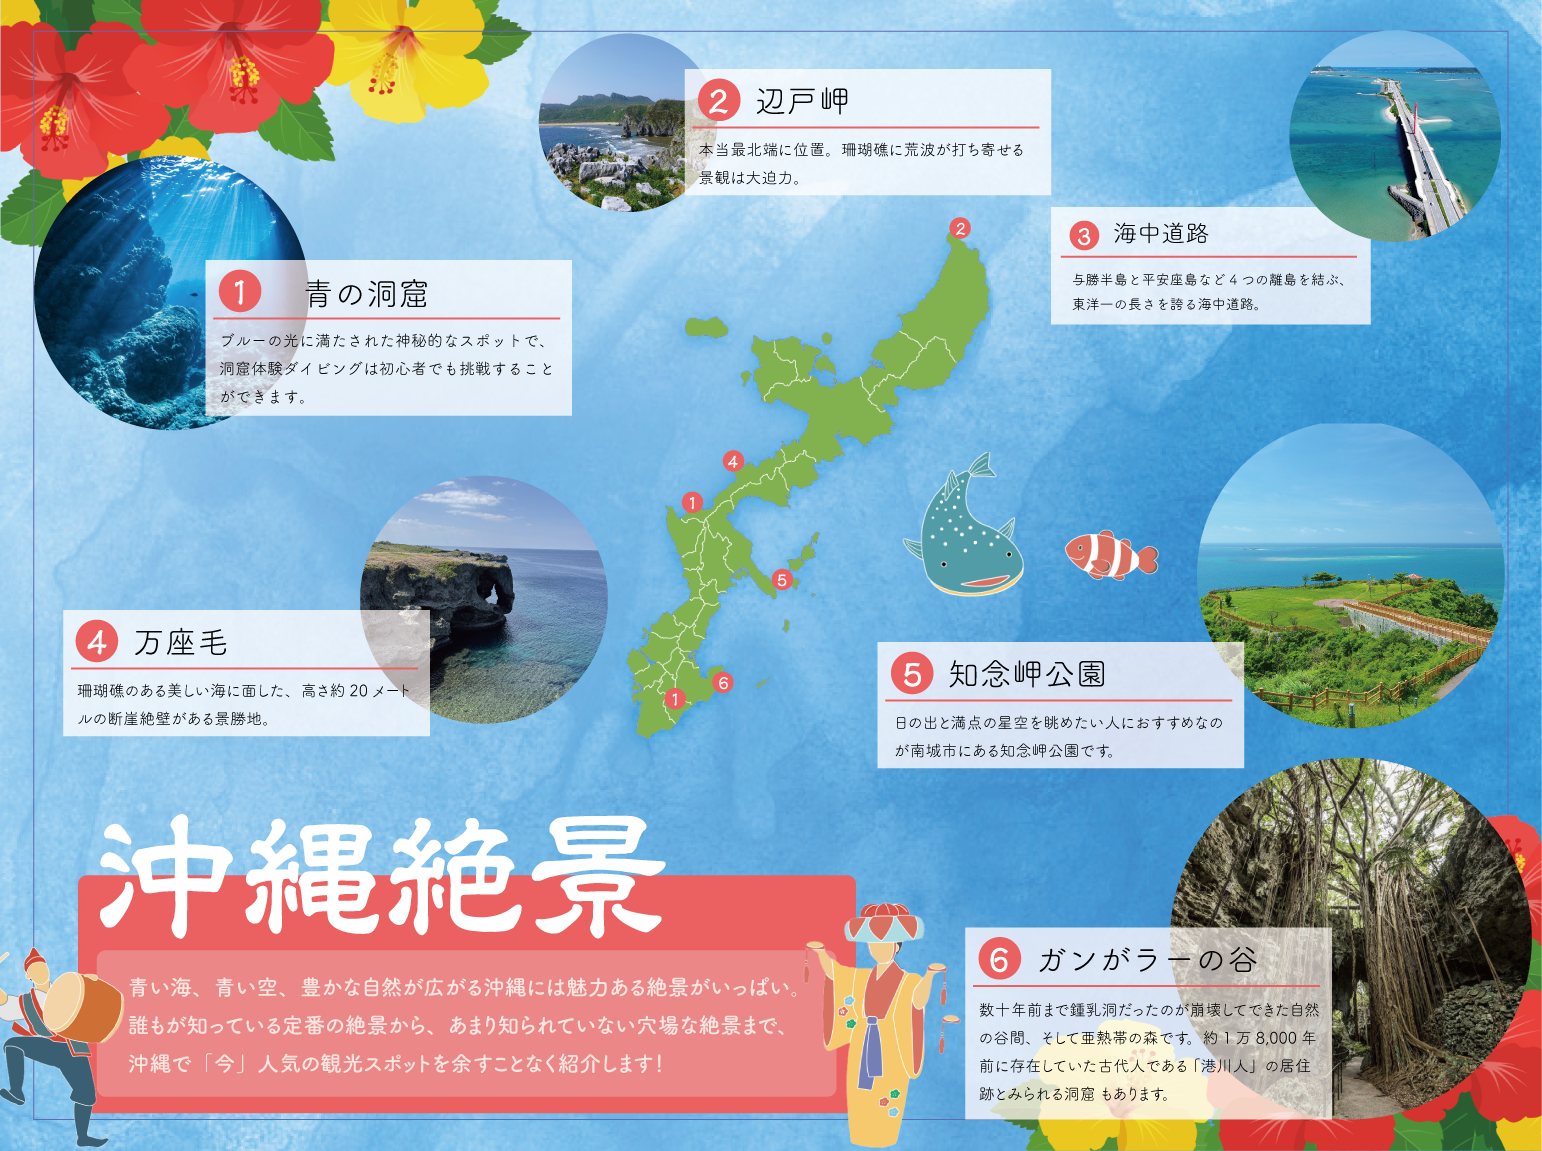 1 青の洞窟
ブルーの光に満たされた神秘的なスポットで、
洞窟体験ダイビングは初心者でも挑戦すること
ができます。
2 辺戸岬
本当最北端に位置。珊瑚礁に荒波が打ち寄せる
景観は大迫力。
3 海中道路
与勝半島と平安座島など4つの離島を結ぶ、
東洋一の長さを誇る海中道路。
2
4
1
5
6
1
4 万座毛
珊瑚礁のある美しい海に面した、高さ約20メート
ルの断崖絶壁がある景勝地。
5 知念岬公園
日の出と満点の星空を眺めたい人におすすめなの
が南城市にある知念岬公園です。
沖縄絶景
青い海、青い空、豊かな自然が広がる沖縄には魅力ある絶景がいっぱい。
誰もが知っている定番の絶景から、あまり知られていない穴場な絶景まで、
沖縄で「今」人気の観光スポットを余すことなく紹介します!
6 ガンがラーの谷
数十年前まで鍾乳洞だったのが崩壊してできた自然
の谷間、そして亜熱帯の森です。約1万8,000年
前に存在していた古代人である「港川人」の居住
跡とみられる洞窟 もあります。